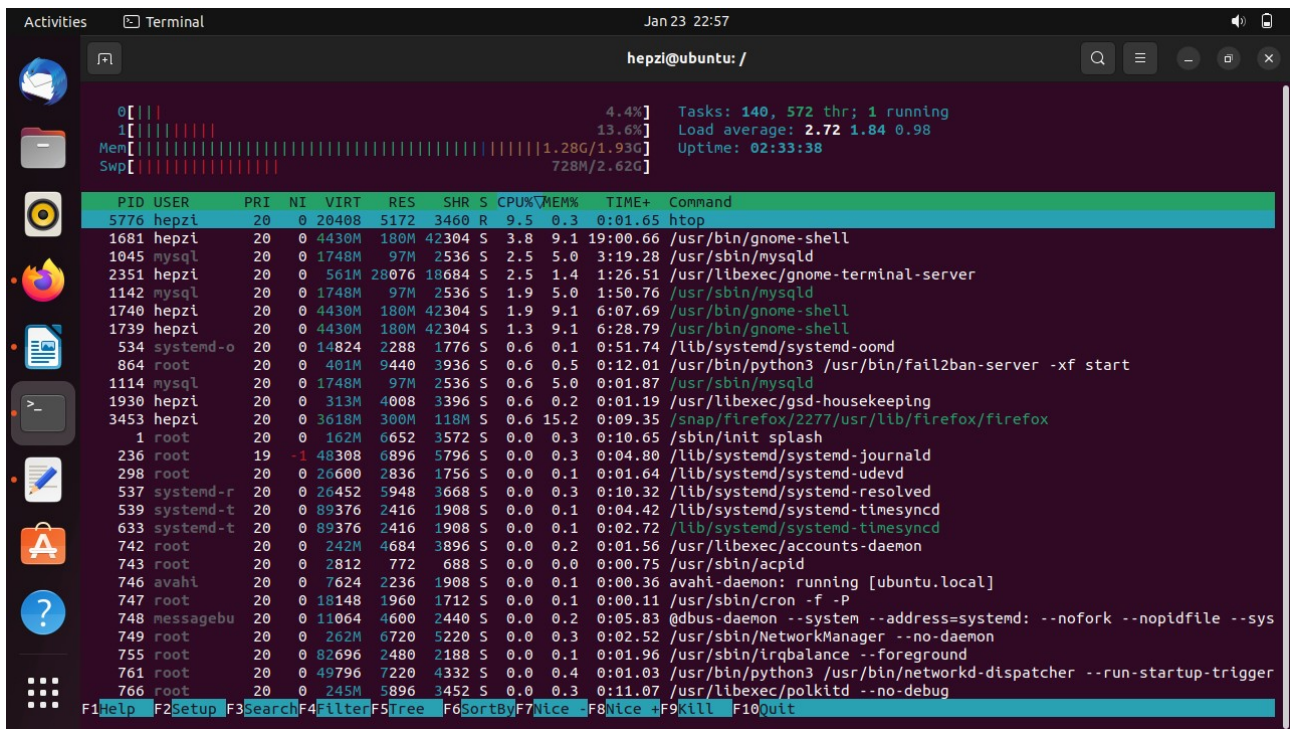 Activities Terminal Jan 23 22:57
hepzi@ubuntu: /
0[||| 4.4%] Tasks: 140, 572 thr; 1 running
1[||||||||| 13.6%] Load average: 2.72 1.84 0.98
Mem[||||||||||||||||||||||||||||||||||||||||||1.28G/1.93G] Uptime: 02:33:38
Swp[||||||||||||||||| 728M/2.62G]
PID USER PRI NI VIRT RES SHR S CPU%▽MEM% TIME+ Command
5776 hepzi 20 0 20408 5172 3460 R 9.5 0.3 0:01.65 htop
1681 hepzi 20 0 4430M 180M 42304 S 3.8 9.1 19:00.66 /usr/bin/gnome-shell
1045 mysql 20 0 1748M 97M 2536 S 2.5 5.0 3:19.28 /usr/sbin/mysqld
2351 hepzi 20 0 561M 28076 18684 S 2.5 1.4 1:26.51 /usr/libexec/gnome-terminal-server
1142 mysql 20 0 1748M 97M 2536 S 1.9 5.0 1:50.76 /usr/sbin/mysqld
1740 hepzi 20 0 4430M 180M 42304 S 1.9 9.1 6:07.69 /usr/bin/gnome-shell
1739 hepzi 20 0 4430M 180M 42304 S 1.3 9.1 6:28.79 /usr/bin/gnome-shell
534 systemd-o 20 0 14824 2288 1776 S 0.6 0.1 0:51.74 /lib/systemd/systemd-oomd
864 root 20 0 401M 9440 3936 S 0.6 0.5 0:12.01 /usr/bin/python3 /usr/bin/fail2ban-server -xf start
1114 mysql 20 0 1748M 97M 2536 S 0.6 5.0 0:01.87 /usr/sbin/mysqld
1930 hepzi 20 0 313M 4008 3396 S 0.6 0.2 0:01.19 /usr/libexec/gsd-housekeeping
3453 hepzi 20 0 3618M 300M 118M S 0.6 15.2 0:09.35 /snap/firefox/2277/usr/lib/firefox/firefox
1 root 20 0 162M 6652 3572 S 0.0 0.3 0:10.65 /sbin/init splash
236 root 19 -1 48308 6896 5796 S 0.0 0.3 0:04.80 /lib/systemd/systemd-journald
298 root 20 0 26600 2836 1756 S 0.0 0.1 0:01.64 /lib/systemd/systemd-udevd
537 systemd-r 20 0 26452 5948 3668 S 0.0 0.3 0:10.32 /lib/systemd/systemd-resolved
539 systemd-t 20 0 89376 2416 1908 S 0.0 0.1 0:04.42 /lib/systemd/systemd-timesyncd
633 systemd-t 20 0 89376 2416 1908 S 0.0 0.1 0:02.72 /lib/systemd/systemd-timesyncd
742 root 20 0 242M 4684 3896 S 0.0 0.2 0:01.56 /usr/libexec/accounts-daemon
743 root 20 0 2812 772 688 S 0.0 0.0 0:00.75 /usr/sbin/acpid
746 avahi 20 0 7624 2236 1908 S 0.0 0.1 0:00.36 avahi-daemon: running [ubuntu.local]
747 root 20 0 18148 1960 1712 S 0.0 0.1 0:00.11 /usr/sbin/cron -f -P
748 messagebu 20 0 11064 4600 2440 S 0.0 0.2 0:05.83 @dbus-daemon --system --address=systemd: --nofork --nopidfile --sys
749 root 20 0 262M 6720 5220 S 0.0 0.3 0:02.52 /usr/sbin/NetworkManager --no-daemon
755 root 20 0 82696 2480 2188 S 0.0 0.1 0:01.96 /usr/sbin/irqbalance --foreground
761 root 20 0 49796 7220 4332 S 0.0 0.4 0:01.03 /usr/bin/python3 /usr/bin/networkd-dispatcher --run-startup-trigger
766 root 20 0 245M 5896 3452 S 0.0 0.3 0:11.07 /usr/libexec/polkitd --no-debug
F1Help F2Setup F3SearchF4FilterF5Tree F6SortByF7Nice -F8Nice +F9Kill F10Quit